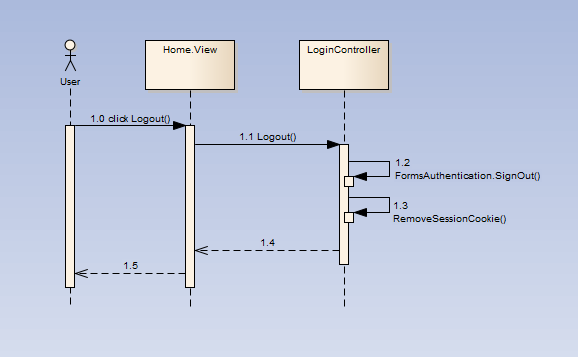 Home.View
LoginController
User
1.0 click Logout()
1.1 Logout()
1.2
FormsAuthentication.SignOut()
1.3
RemoveSessionCookie()
1.4
1.5